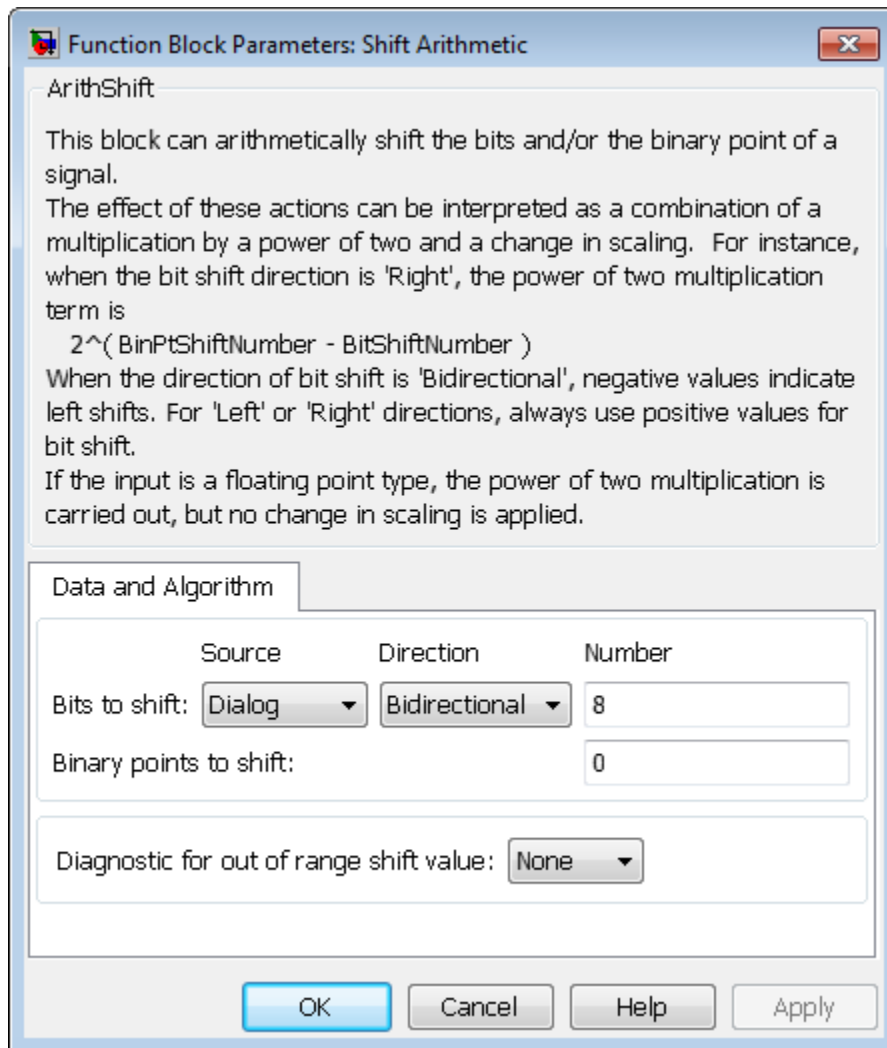 Function Block Parameters: Shift Arithmetic
ArithShift
This block can arithmetically shift the bits and/or the binary point of a
signal.
The effect of these actions can be interpreted as a combination of a
multiplication by a power of two and a change in scaling.  For instance,
when the bit shift direction is 'Right', the power of two multiplication
term is
2^( BinPtShiftNumber - BitShiftNumber )
When the direction of bit shift is 'Bidirectional', negative values indicate
left shifts. For 'Left' or 'Right' directions, always use positive values for
bit shift.
If the input is a floating point type, the power of two multiplication is
carried out, but no change in scaling is applied.
Data and Algorithm
Source Direction Number
Bits to shift: Dialog Bidirectional 8
Binary points to shift: 0
Diagnostic for out of range shift value: None
OK Cancel Help Apply